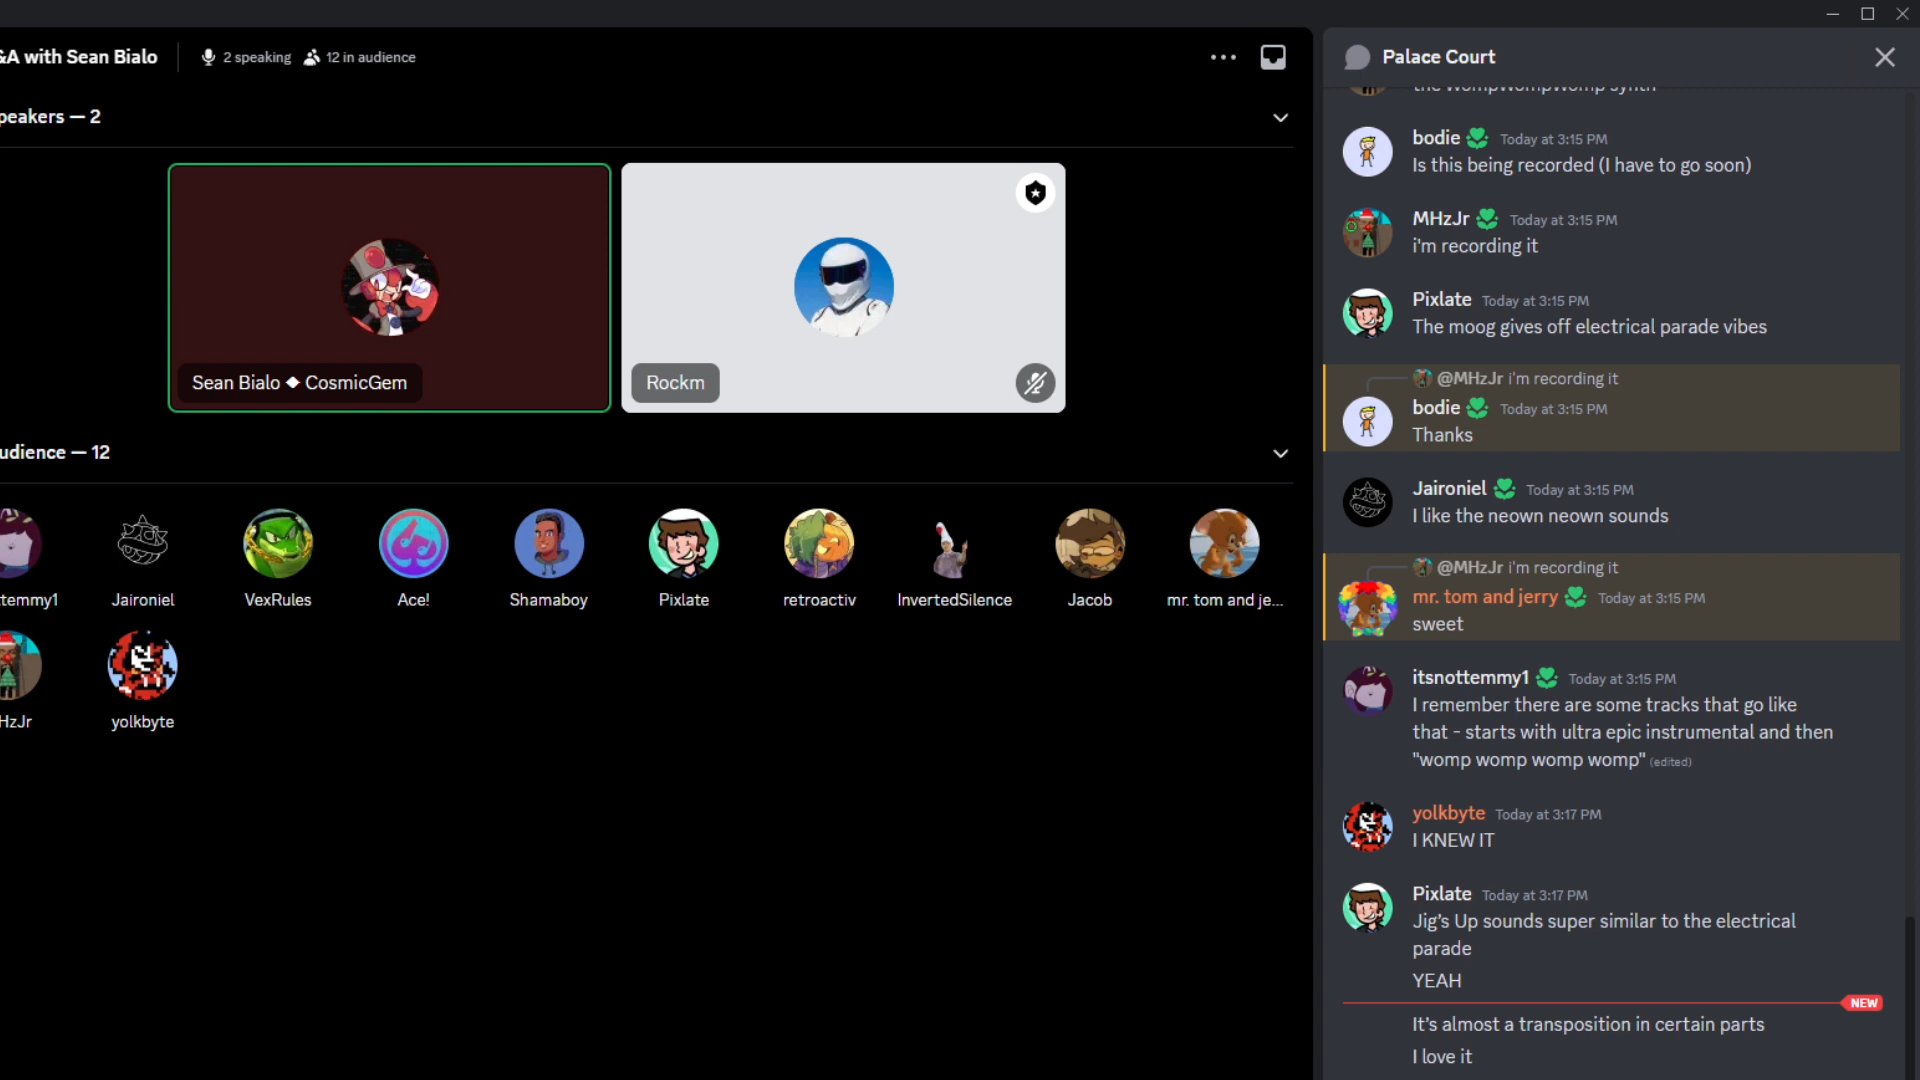 &A with Sean Bialo
2 speaking
12 in audience
peakers — 2
Sean Bialo ◆ CosmicGem
Rockm
udience — 12
temmy1
Jaironiel
VexRules
Ace!
Shamaboy
Pixlate
retroactiv
InvertedSilence
Jacob
mr. tom and je...
HzJr
yolkbyte
Palace Court
the WompWompWomp synth
bodie Today at 3:15 PM
Is this being recorded (I have to go soon)
MHzJr Today at 3:15 PM
i'm recording it
Pixlate Today at 3:15 PM
The moog gives off electrical parade vibes
@MHzJr i'm recording it
bodie Today at 3:15 PM
Thanks
Jaironiel Today at 3:15 PM
I like the neown neown sounds
@MHzJr i'm recording it
mr. tom and jerry Today at 3:15 PM
sweet
itsnottemmy1 Today at 3:15 PM
I remember there are some tracks that go like
that - starts with ultra epic instrumental and then
"womp womp womp womp" (edited)
yolkbyte Today at 3:17 PM
I KNEW IT
Pixlate Today at 3:17 PM
Jig's Up sounds super similar to the electrical
parade
YEAH
NEW
It's almost a transposition in certain parts
I love it